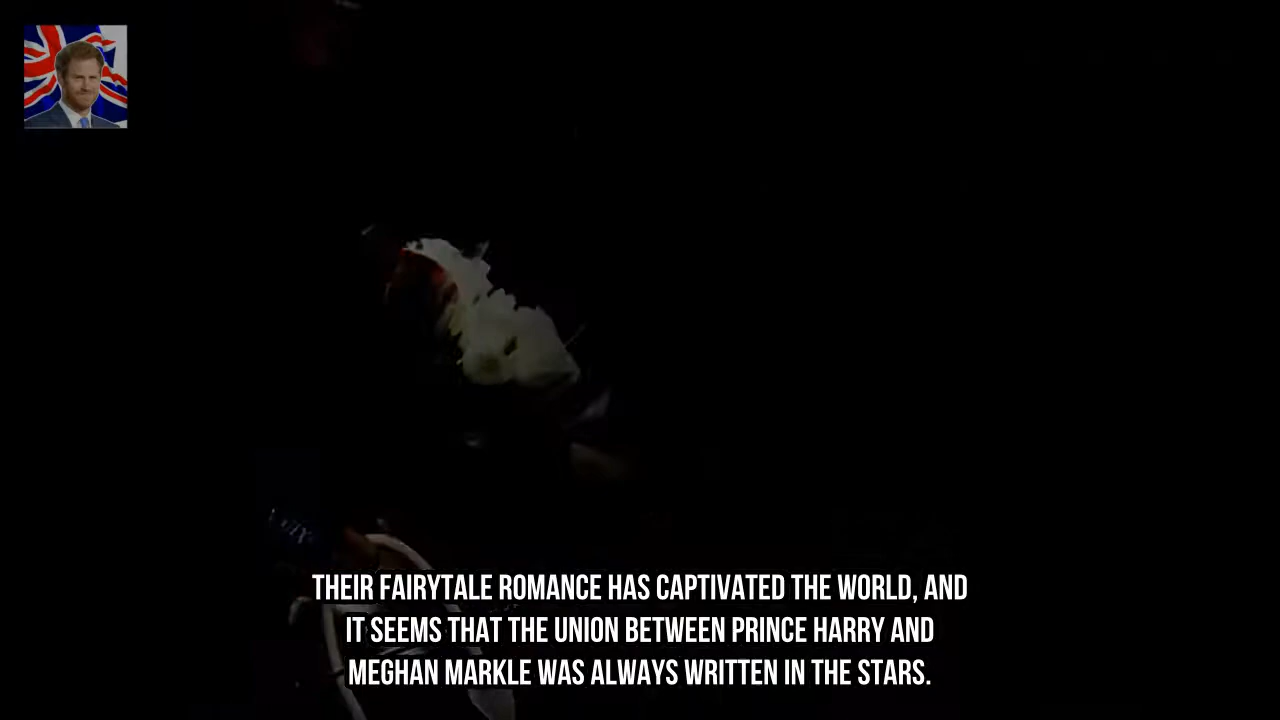 THEIR FAIRYTALE ROMANCE HAS CAPTIVATED THE WORLD, AND
IT SEEMS THAT THE UNION BETWEEN PRINCE HARRY AND
MEGHAN MARKLE WAS ALWAYS WRITTEN IN THE STARS.